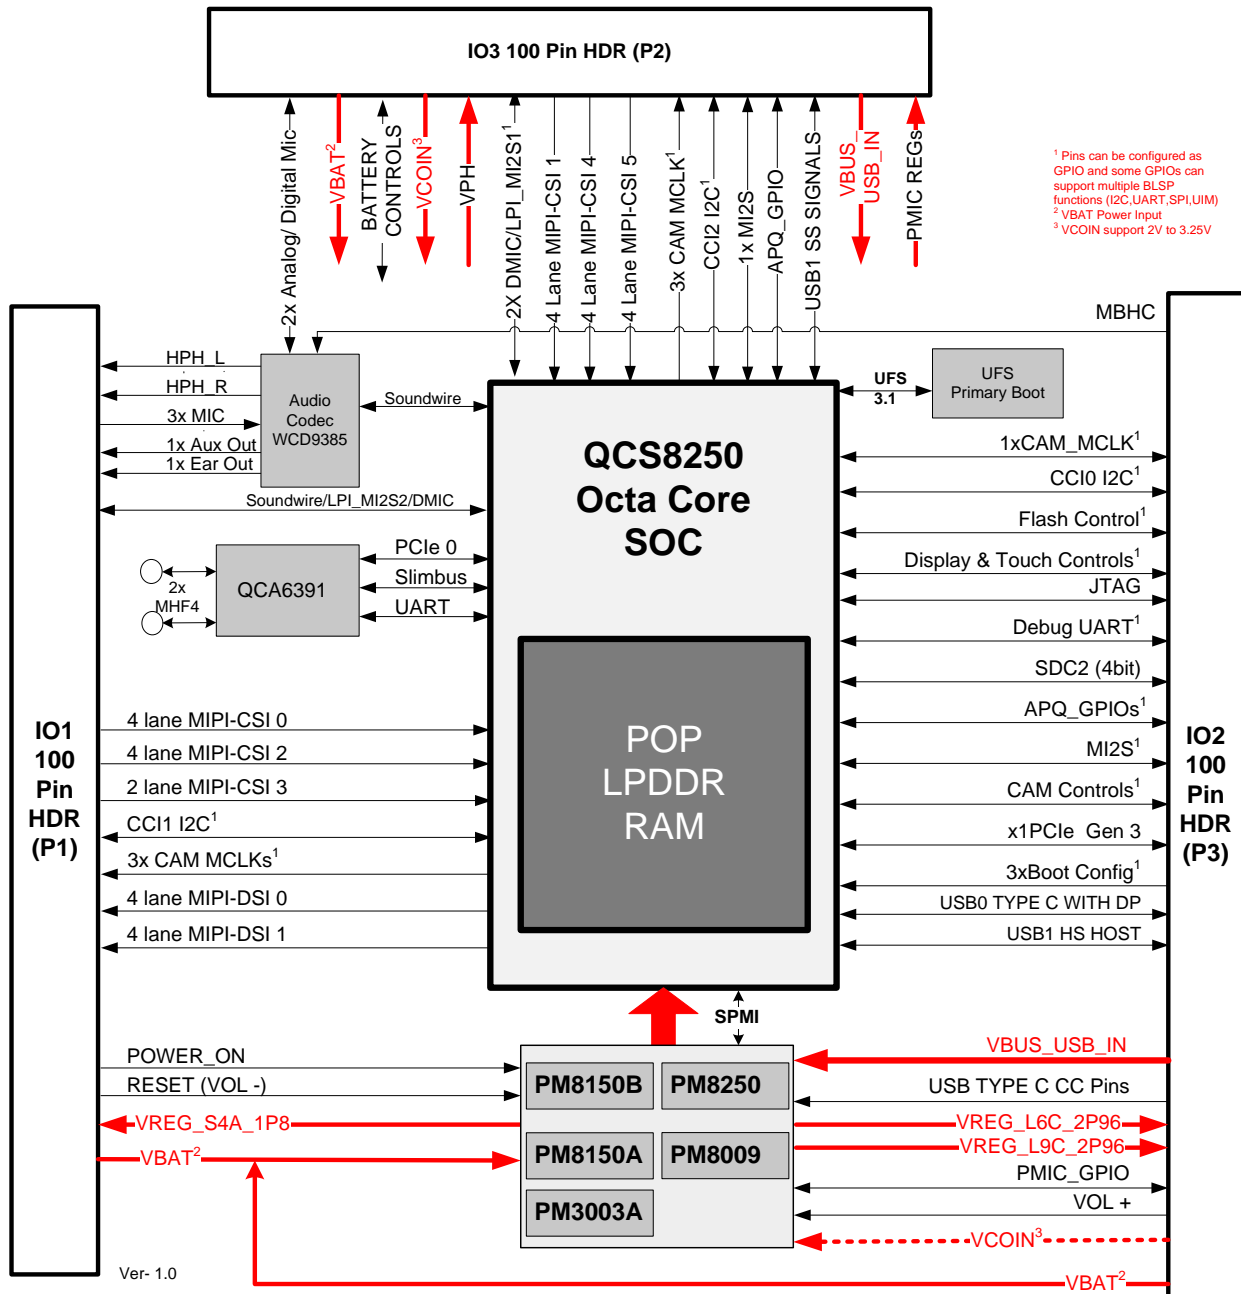 IO3 100 Pin HDR (P2)
2x Analog/ Digital Mic
VBAT2
BATTERY
CONTROLS
VCOIN3
VPH
2X DMIC/LPI_MI2S11
4 Lane MIPI-CSI 1
4 Lane MIPI-CSI 4
4 Lane MIPI-CSI 5
3x CAM MCLK1
CCI2 I2C1
1x MI2S
APQ_GPIO
USB1 SS SIGNALS
VBUS_
USB_IN
PMIC REGs
1 Pins can be configured as
GPIO and some GPIOs can
support multiple BLSP
functions (I2C,UART,SPI,UIM)
2 VBAT Power Input
3 VCOIN support 2V to 3.25V
IO1
100
Pin
HDR
(P1)
HPH_L
HPH_R
3x MIC
1x Aux Out
1x Ear Out
Audio
Codec
WCD9385
Soundwire
Soundwire/LPI_MI2S2/DMIC
2x
MHF4
QCA6391
PCIe 0
Slimbus
UART
4 lane MIPI-CSI 0
4 lane MIPI-CSI 2
2 lane MIPI-CSI 3
CCI1 I2C1
3x CAM MCLKs1
4 lane MIPI-DSI 0
4 lane MIPI-DSI 1
QCS8250
Octa Core
SOC
POP
LPDDR
RAM
MBHC
UFS
3.1
UFS
Primary Boot
1xCAM_MCLK1
CCI0 I2C1
Flash Control1
Display & Touch Controls1
JTAG
Debug UART1
SDC2 (4bit)
APQ_GPIOs1
MI2S1
CAM Controls1
x1PCIe Gen 3
3xBoot Config1
USB0 TYPE C WITH DP
USB1 HS HOST
IO2
100
Pin
HDR
(P3)
SPMI
POWER_ON
RESET (VOL -)
VREG_S4A_1P8
VBAT2
PM8150B
PM8250
PM8150A
PM8009
PM3003A
VBUS_USB_IN
USB TYPE C CC Pins
VREG_L6C_2P96
VREG_L9C_2P96
PMIC_GPIO
VOL +
VCOIN3
VBAT2
Ver- 1.0